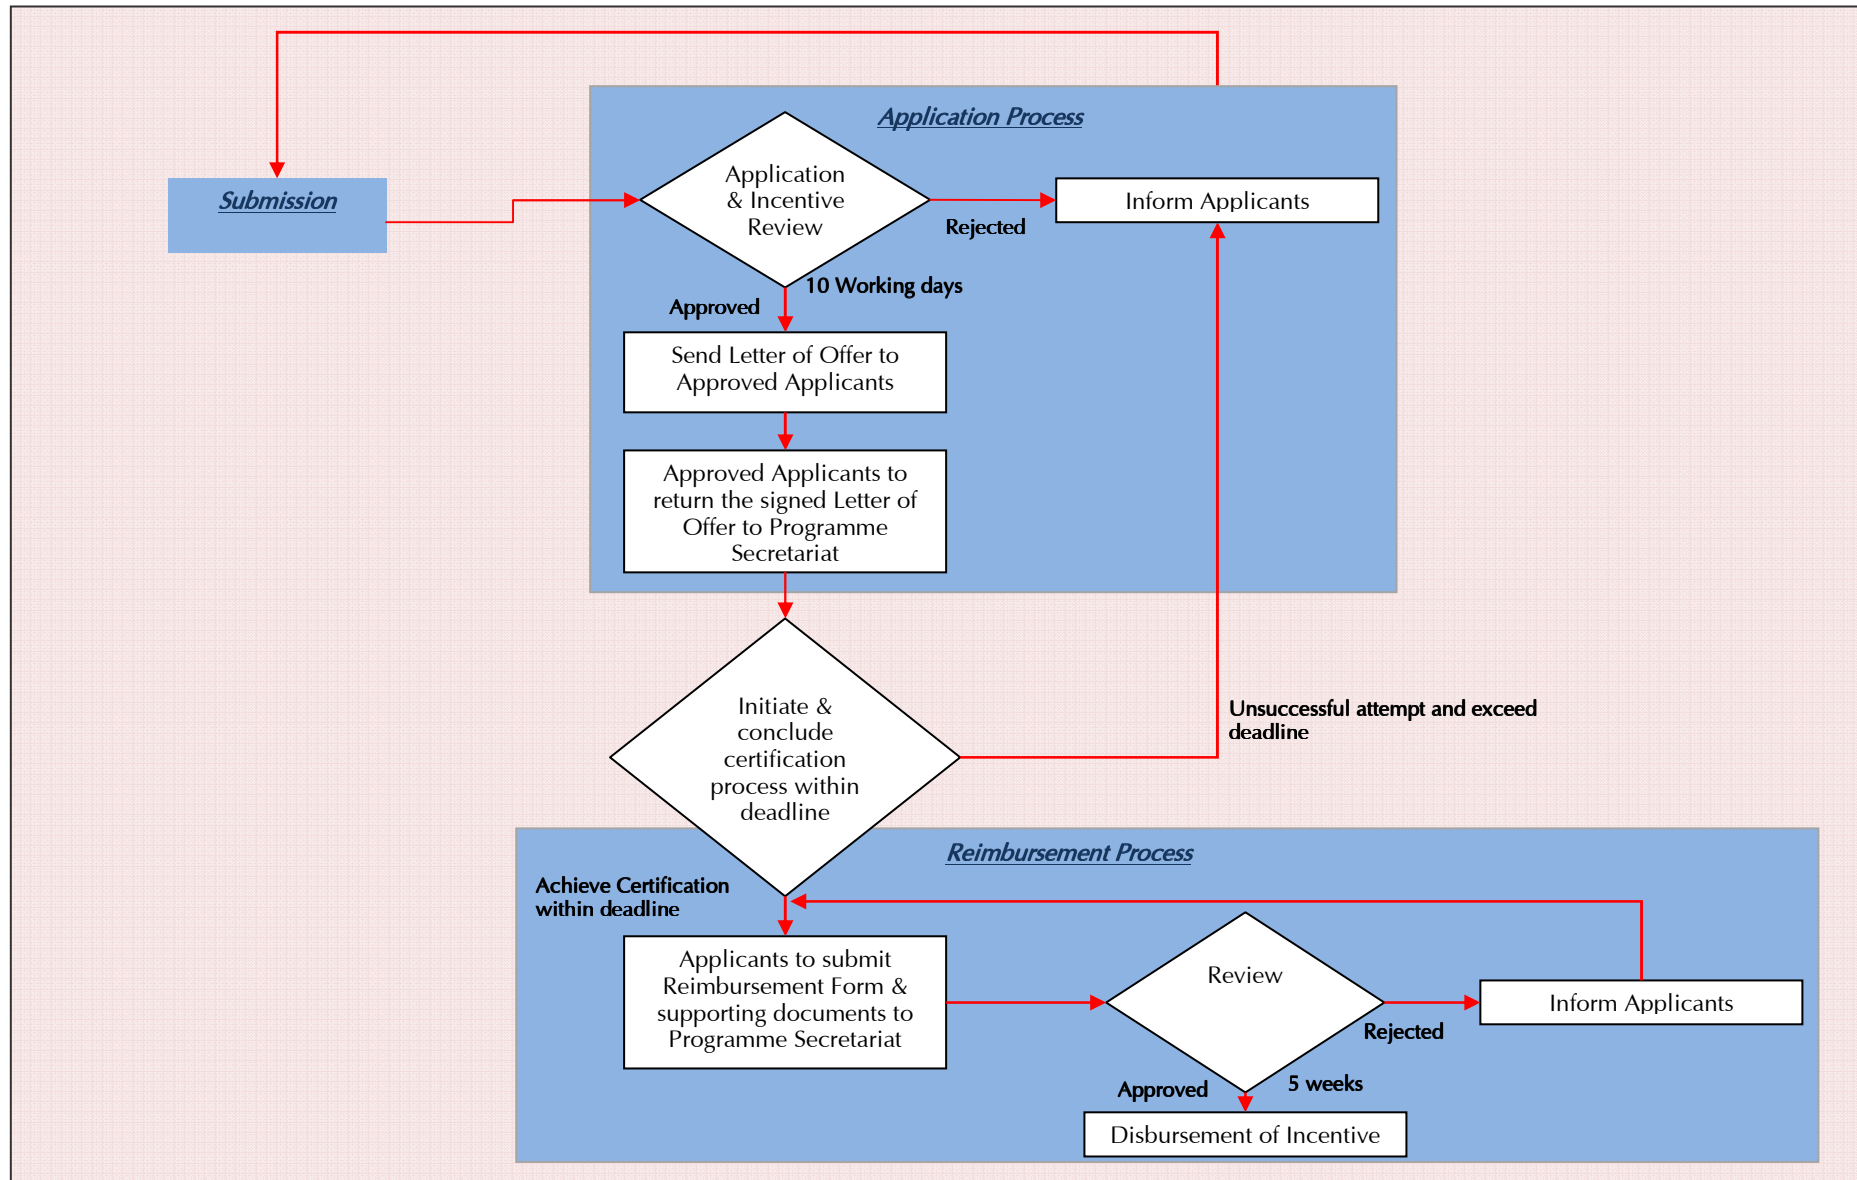 Application Process
Submission
Application
& Incentive
Review
Rejected
Inform Applicants
10 Working days
Approved
Send Letter of Offer to
Approved Applicants
Approved Applicants to
return the signed Letter of
Offer to Programme
Secretariat
Initiate &
conclude
certification
process within
deadline
Unsuccessful attempt and exceed
deadline
Reimbursement Process
Achieve Certification
within deadline
Applicants to submit
Reimbursement Form &
supporting documents to
Programme Secretariat
Review
Rejected
Inform Applicants
5 weeks
Approved
Disbursement of Incentive